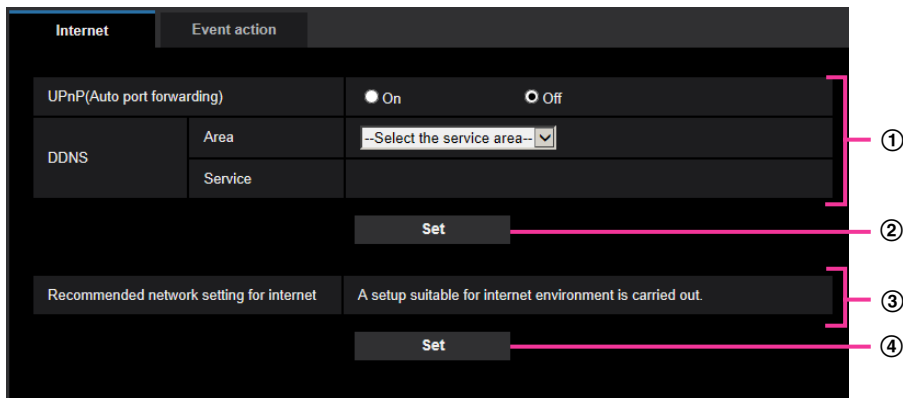 Internet Event action
UPnP(Auto port forwarding) On Off
①
DDNS Area --Select the service area--
Service
Set ②
Recommended network setting for internet A setup suitable for internet environment is carried out. ③
Set ④